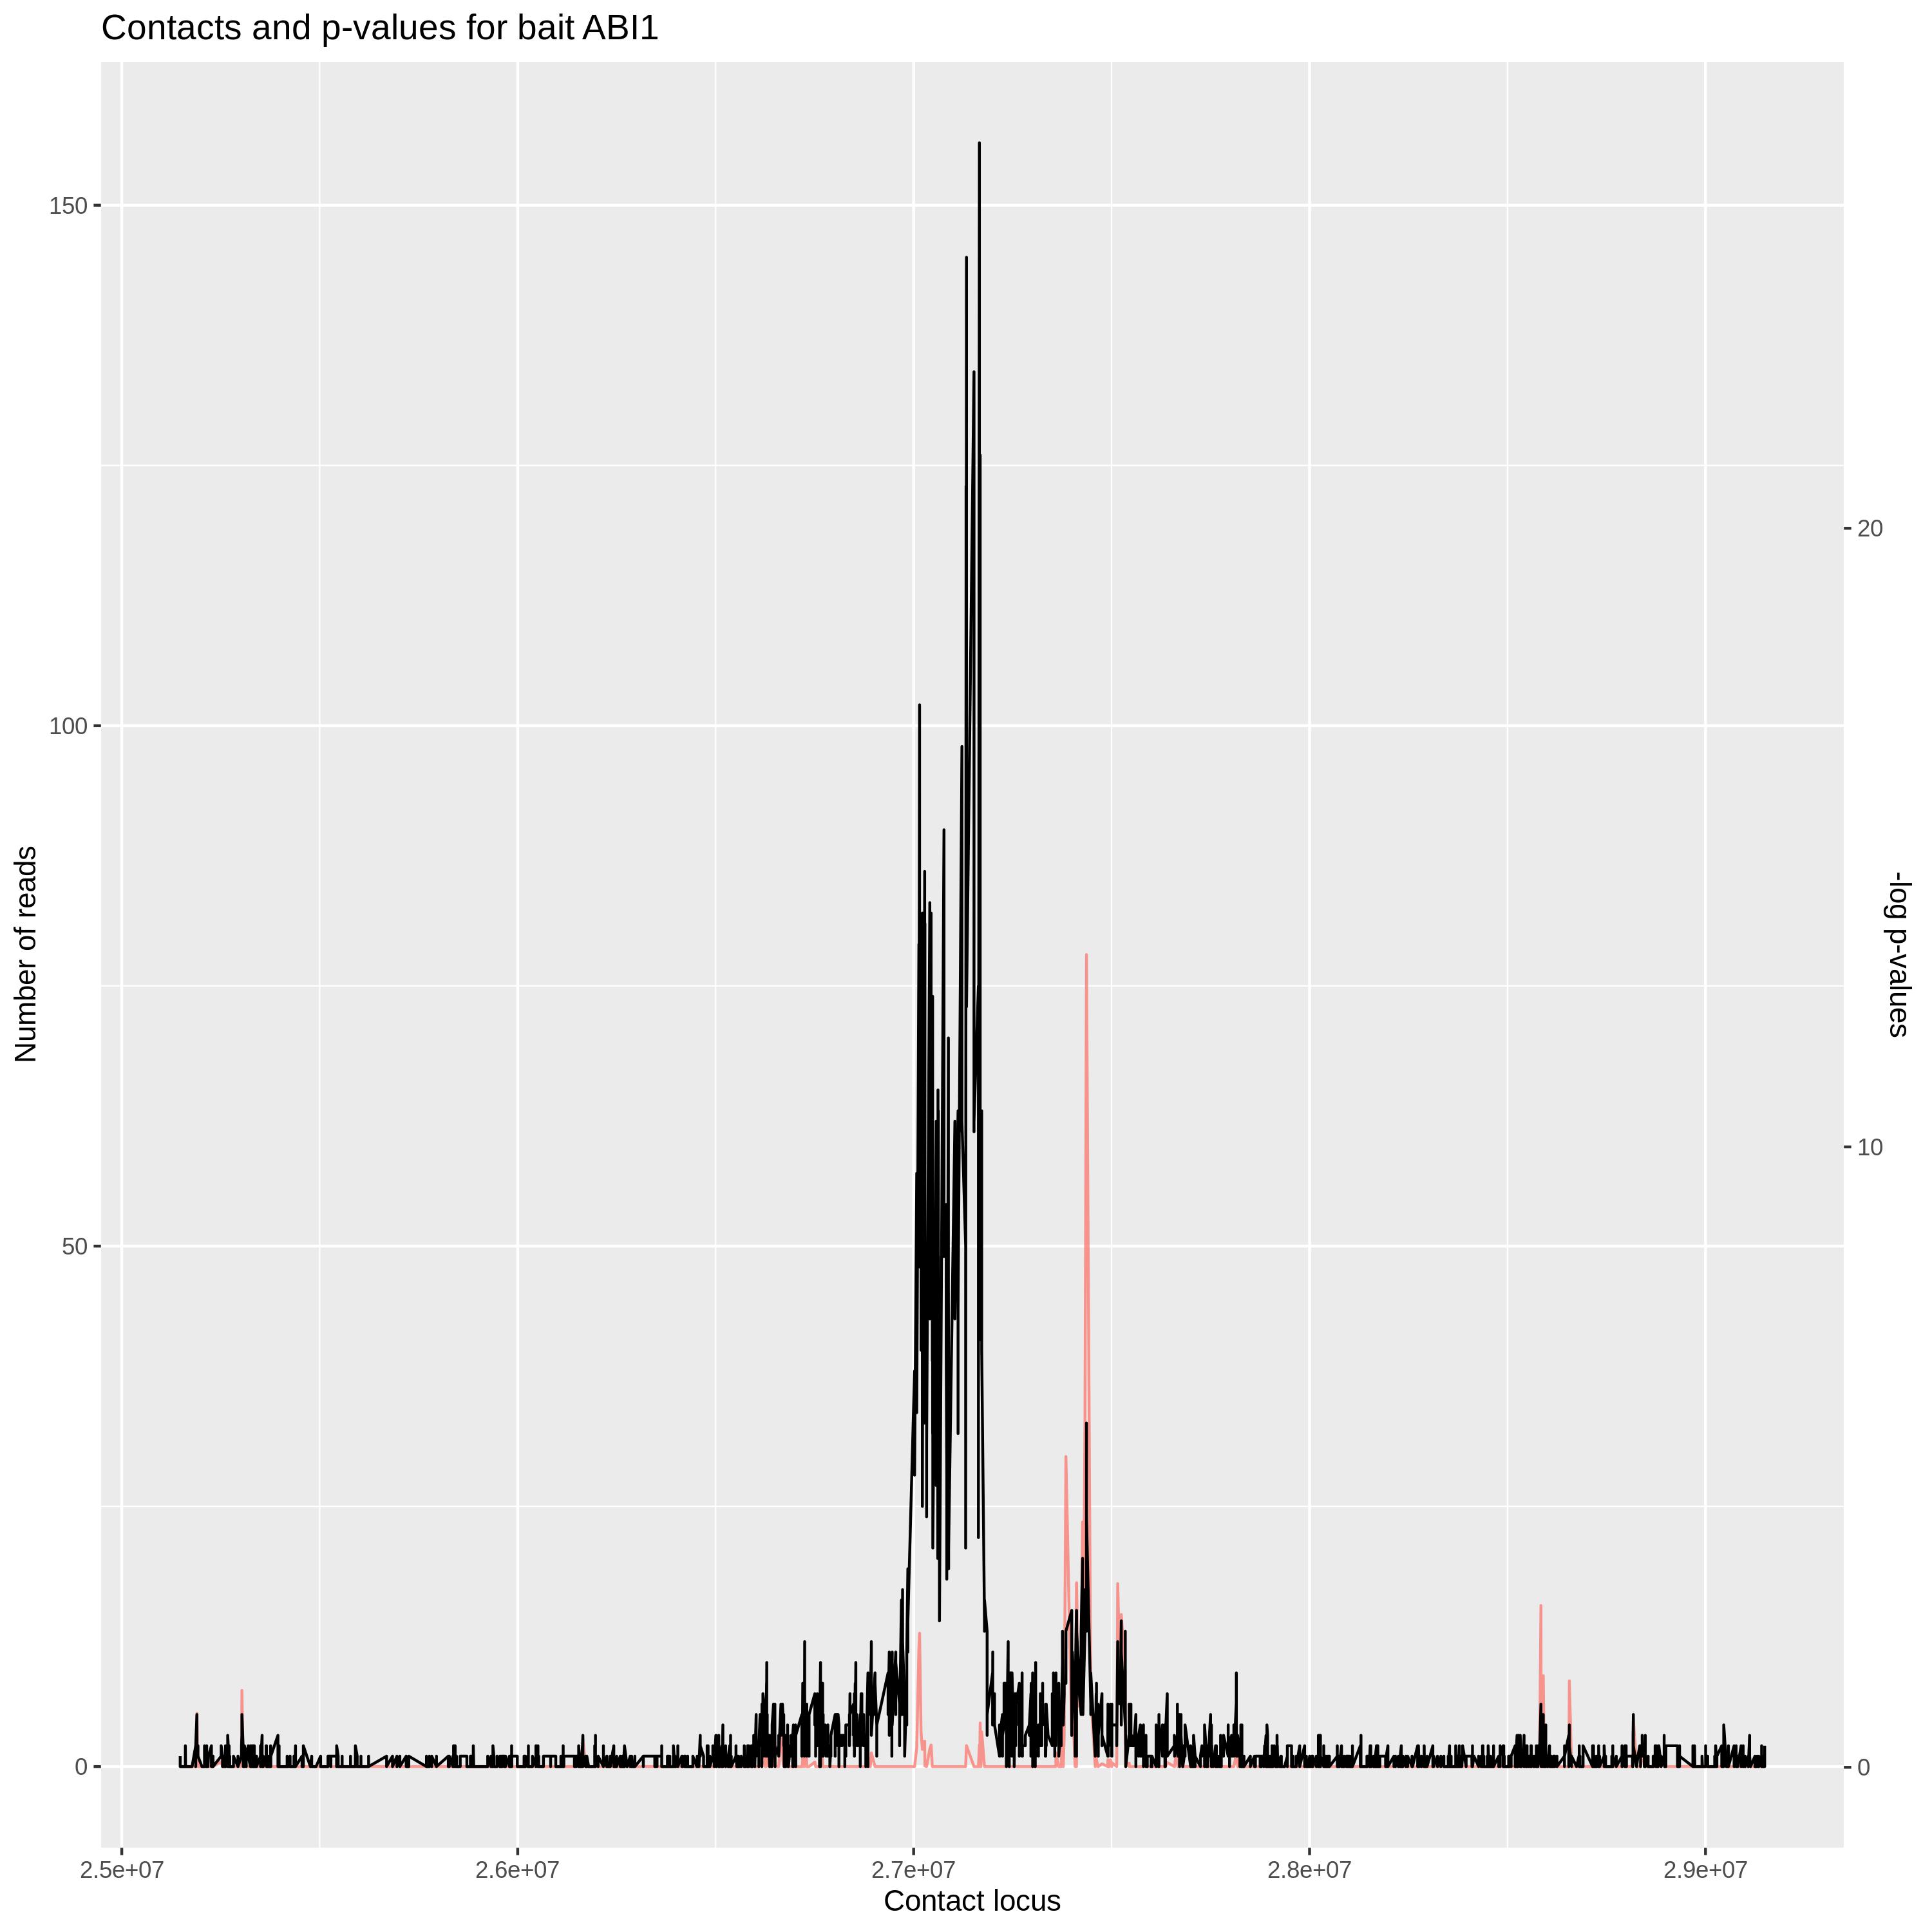 Contacts and p-values for bait ABI1
150
100
50
0
Number of reads
20
10
0
-log p-values
2.5e+07
2.6e+07
2.7e+07
2.8e+07
2.9e+07
Contact locus